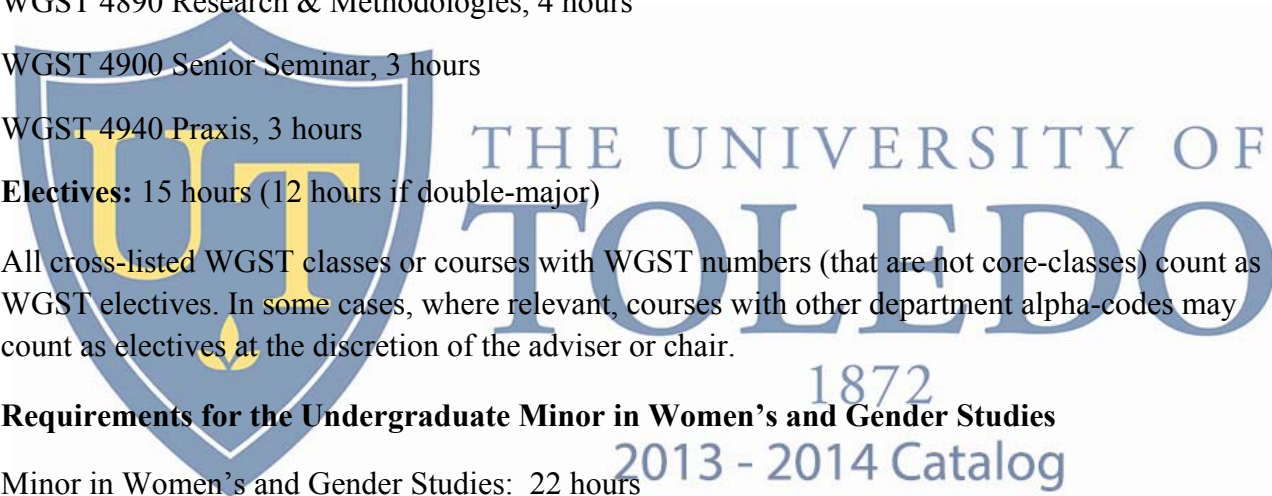 WGST 4890 Research & Methodologies, 4 hours
WGST 4900 Senior Seminar, 3 hours
WGST 4940 Praxis, 3 hours
Electives: 15 hours (12 hours if double-major)
All cross-listed WGST classes or courses with WGST numbers (that are not core-classes) count as
WGST electives. In some cases, where relevant, courses with other department alpha-codes may
count as electives at the discretion of the adviser or chair.
Requirements for the Undergraduate Minor in Women’s and Gender Studies
Minor in Women’s and Gender Studies:  22 hours
UT
THE UNIVERSITY OF
TOLEDO
1872
2013 - 2014 Catalog